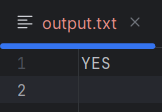 output.txt
1 YES
2